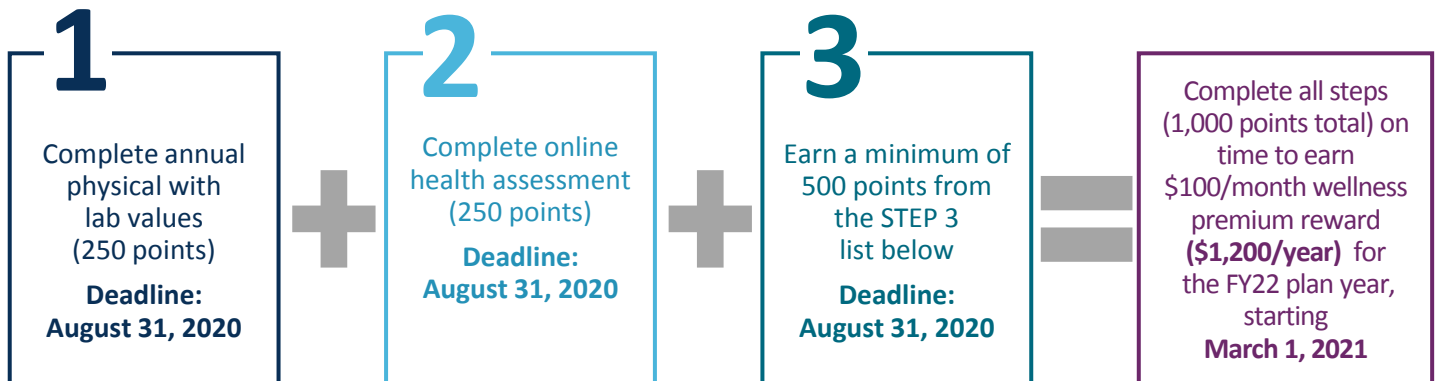 1
Complete annual
physical with
lab values
(250 points)
Deadline:
August 31, 2020
2
Complete online
health assessment
(250 points)
Deadline:
August 31, 2020
3
Earn a minimum of
500 points from
the STEP 3
list below
Deadline:
August 31, 2020
Complete all steps
(1,000 points total) on
time to earn
$100/month wellness
premium reward
($1,200/year) for
the FY22 plan year,
starting
March 1, 2021